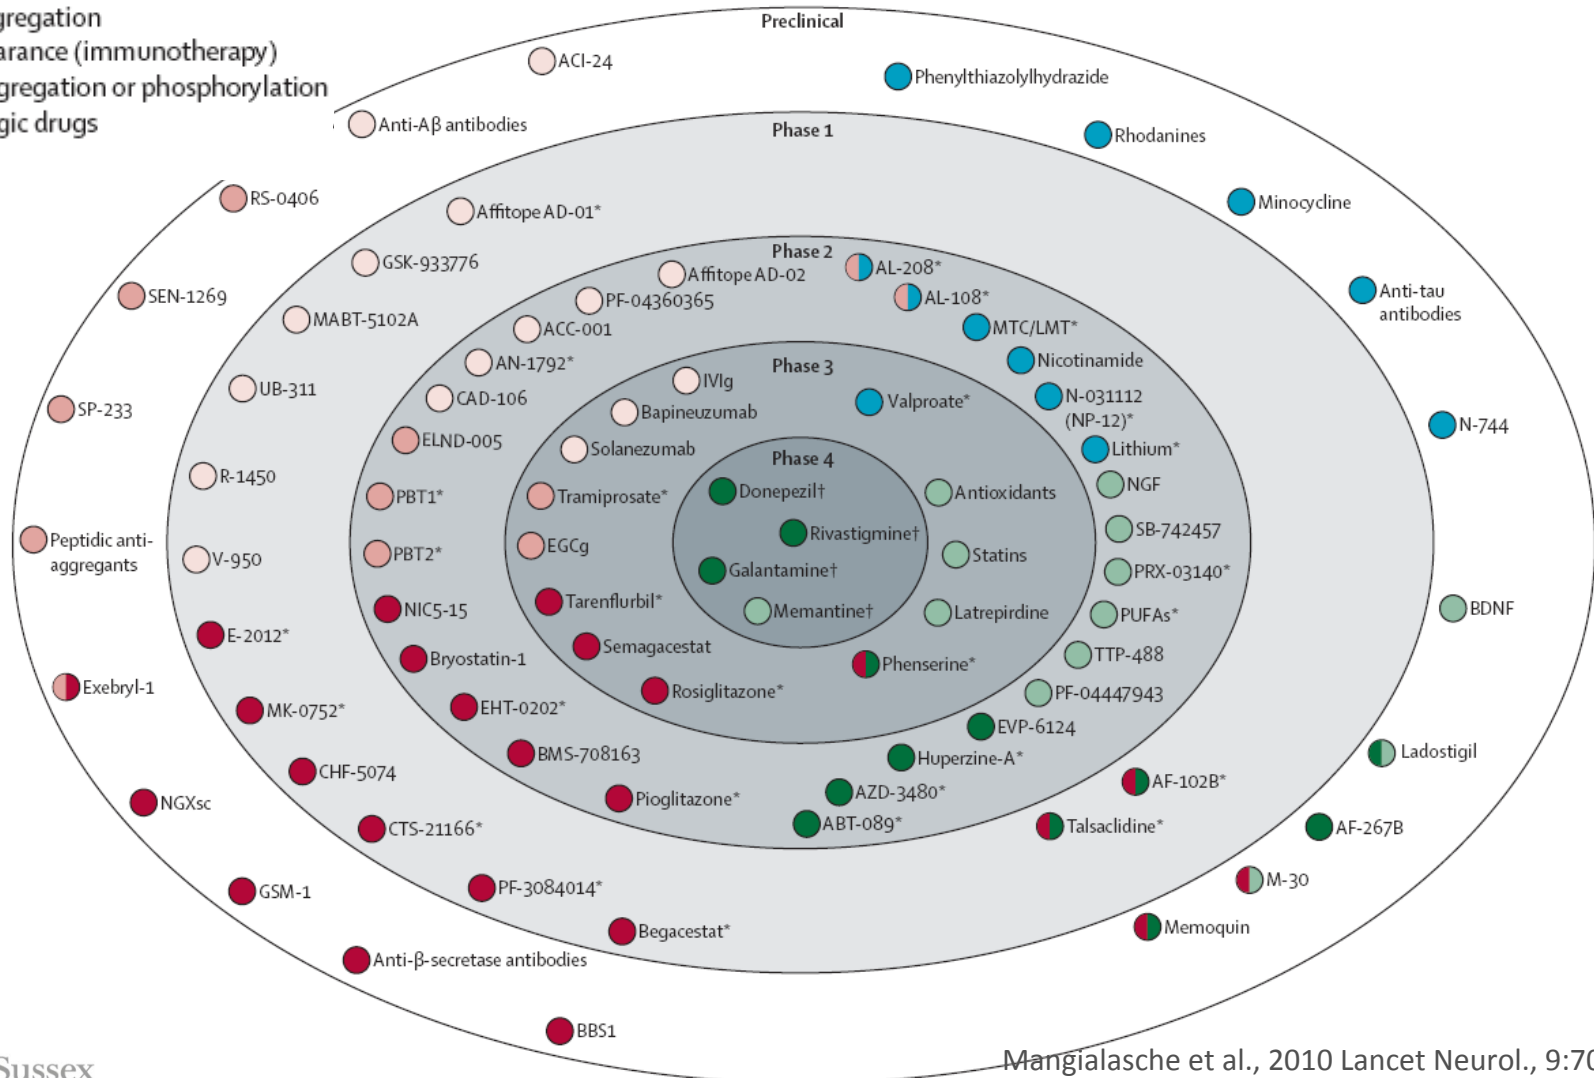 gregation
arance (immunotherapy)
gregation or phosphorylation
gic drugs
Preclinical
ACI-24
Phenylthiazolylhydrazide
Anti-Aβ antibodies
Phase 1
Rhodanines
RS-0406
Minocycline
Affitope AD-01*
Phase 2
GSK-933776
Affitope AD-02
AL-208*
SEN-1269
PF-04360365
AL-108*
Anti-tau
antibodies
MABT-5102A
ACC-001
MTC/LMT*
AN-1792*
Phase 3
Nicotinamide
UB-311
CAD-106
IVIg
Valproate*
N-031112
(NP-12)*
SP-233
Bapineuzumab
N-744
ELND-005
Solanezumab
Lithium*
Phase 4
R-1450
PBT1*
Tramiprosate*
Donepezil†
Antioxidants
NGF
Rivastigmine†
SB-742457
Peptidic anti-
aggregants
V-950
PBT2*
EGCg
Galantamine†
Statins
PRX-03140*
NIC5-15
Tarenflurbil*
Memantine†
Latrepirdine
PUFAs*
BDNF
E-2012*
Semagacestat
Bryostatin-1
Phenserine*
TTP-488
Exebryl-1
Rosiglitazone*
PF-04447943
MK-0752*
EHT-0202*
EVP-6124
BMS-708163
Huperzine-A*
Ladostigil
CHF-5074
Pioglitazone*
AZD-3480*
AF-102B*
NGXsc
CTS-21166*
ABT-089*
Talsaclidine*
AF-267B
GSM-1
PF-3084014*
M-30
Begacestat*
Memoquin
Anti-β-secretase antibodies
BBS1
Sussex
Mangialasche et al., 2010 Lancet Neurol., 9:70